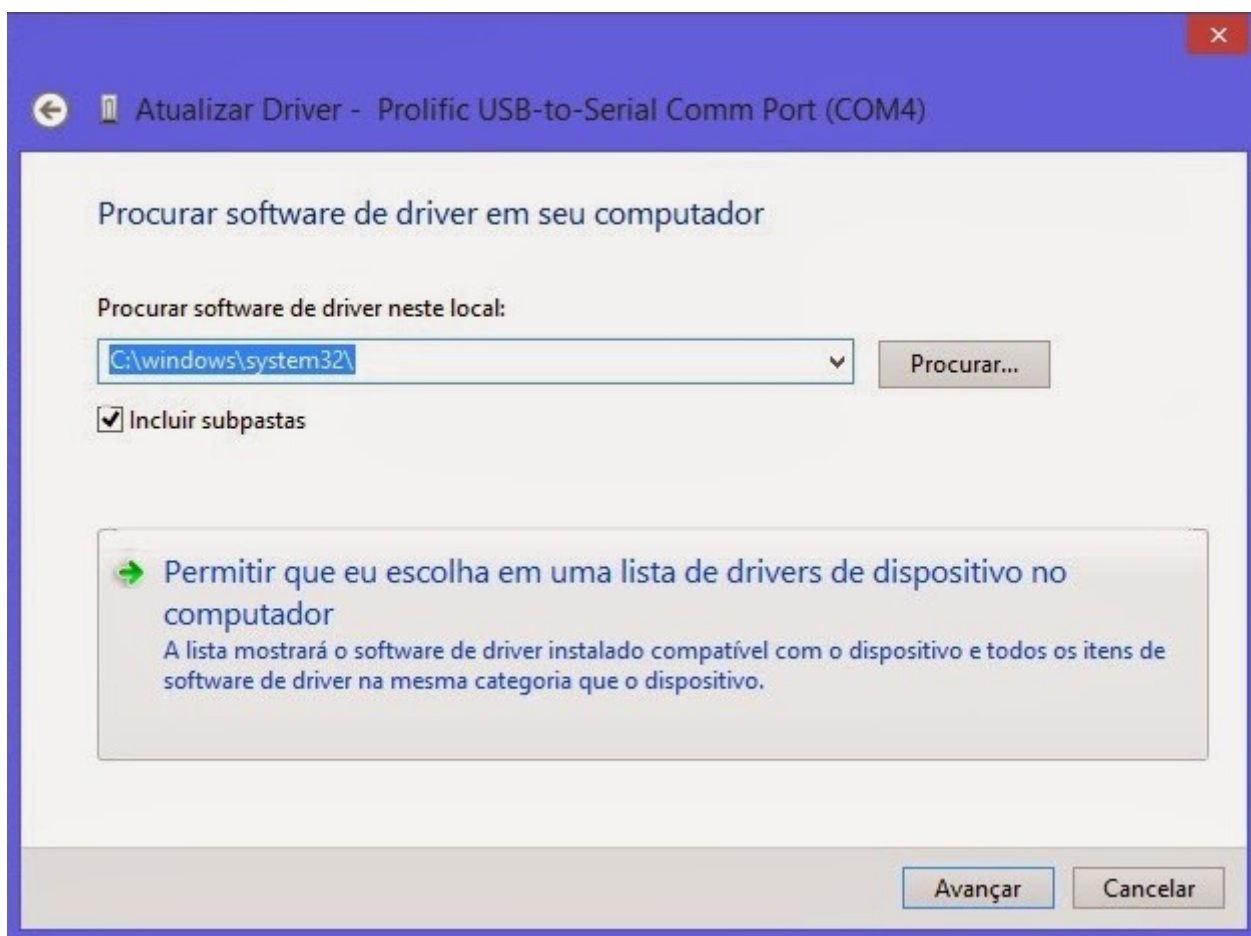 Atualizar Driver - Prolific USB-to-Serial Comm Port (COM4)
Procurar software de driver em seu computador
Procurar software de driver neste local:
C:\windows\system32\
Procurar...
Incluir subpastas
Permitir que eu escolha em uma lista de drivers de dispositivo no
computador
A lista mostrará o software de driver instalado compatível com o dispositivo e todos os itens de
software de driver na mesma categoria que o dispositivo.
Avançar
Cancelar